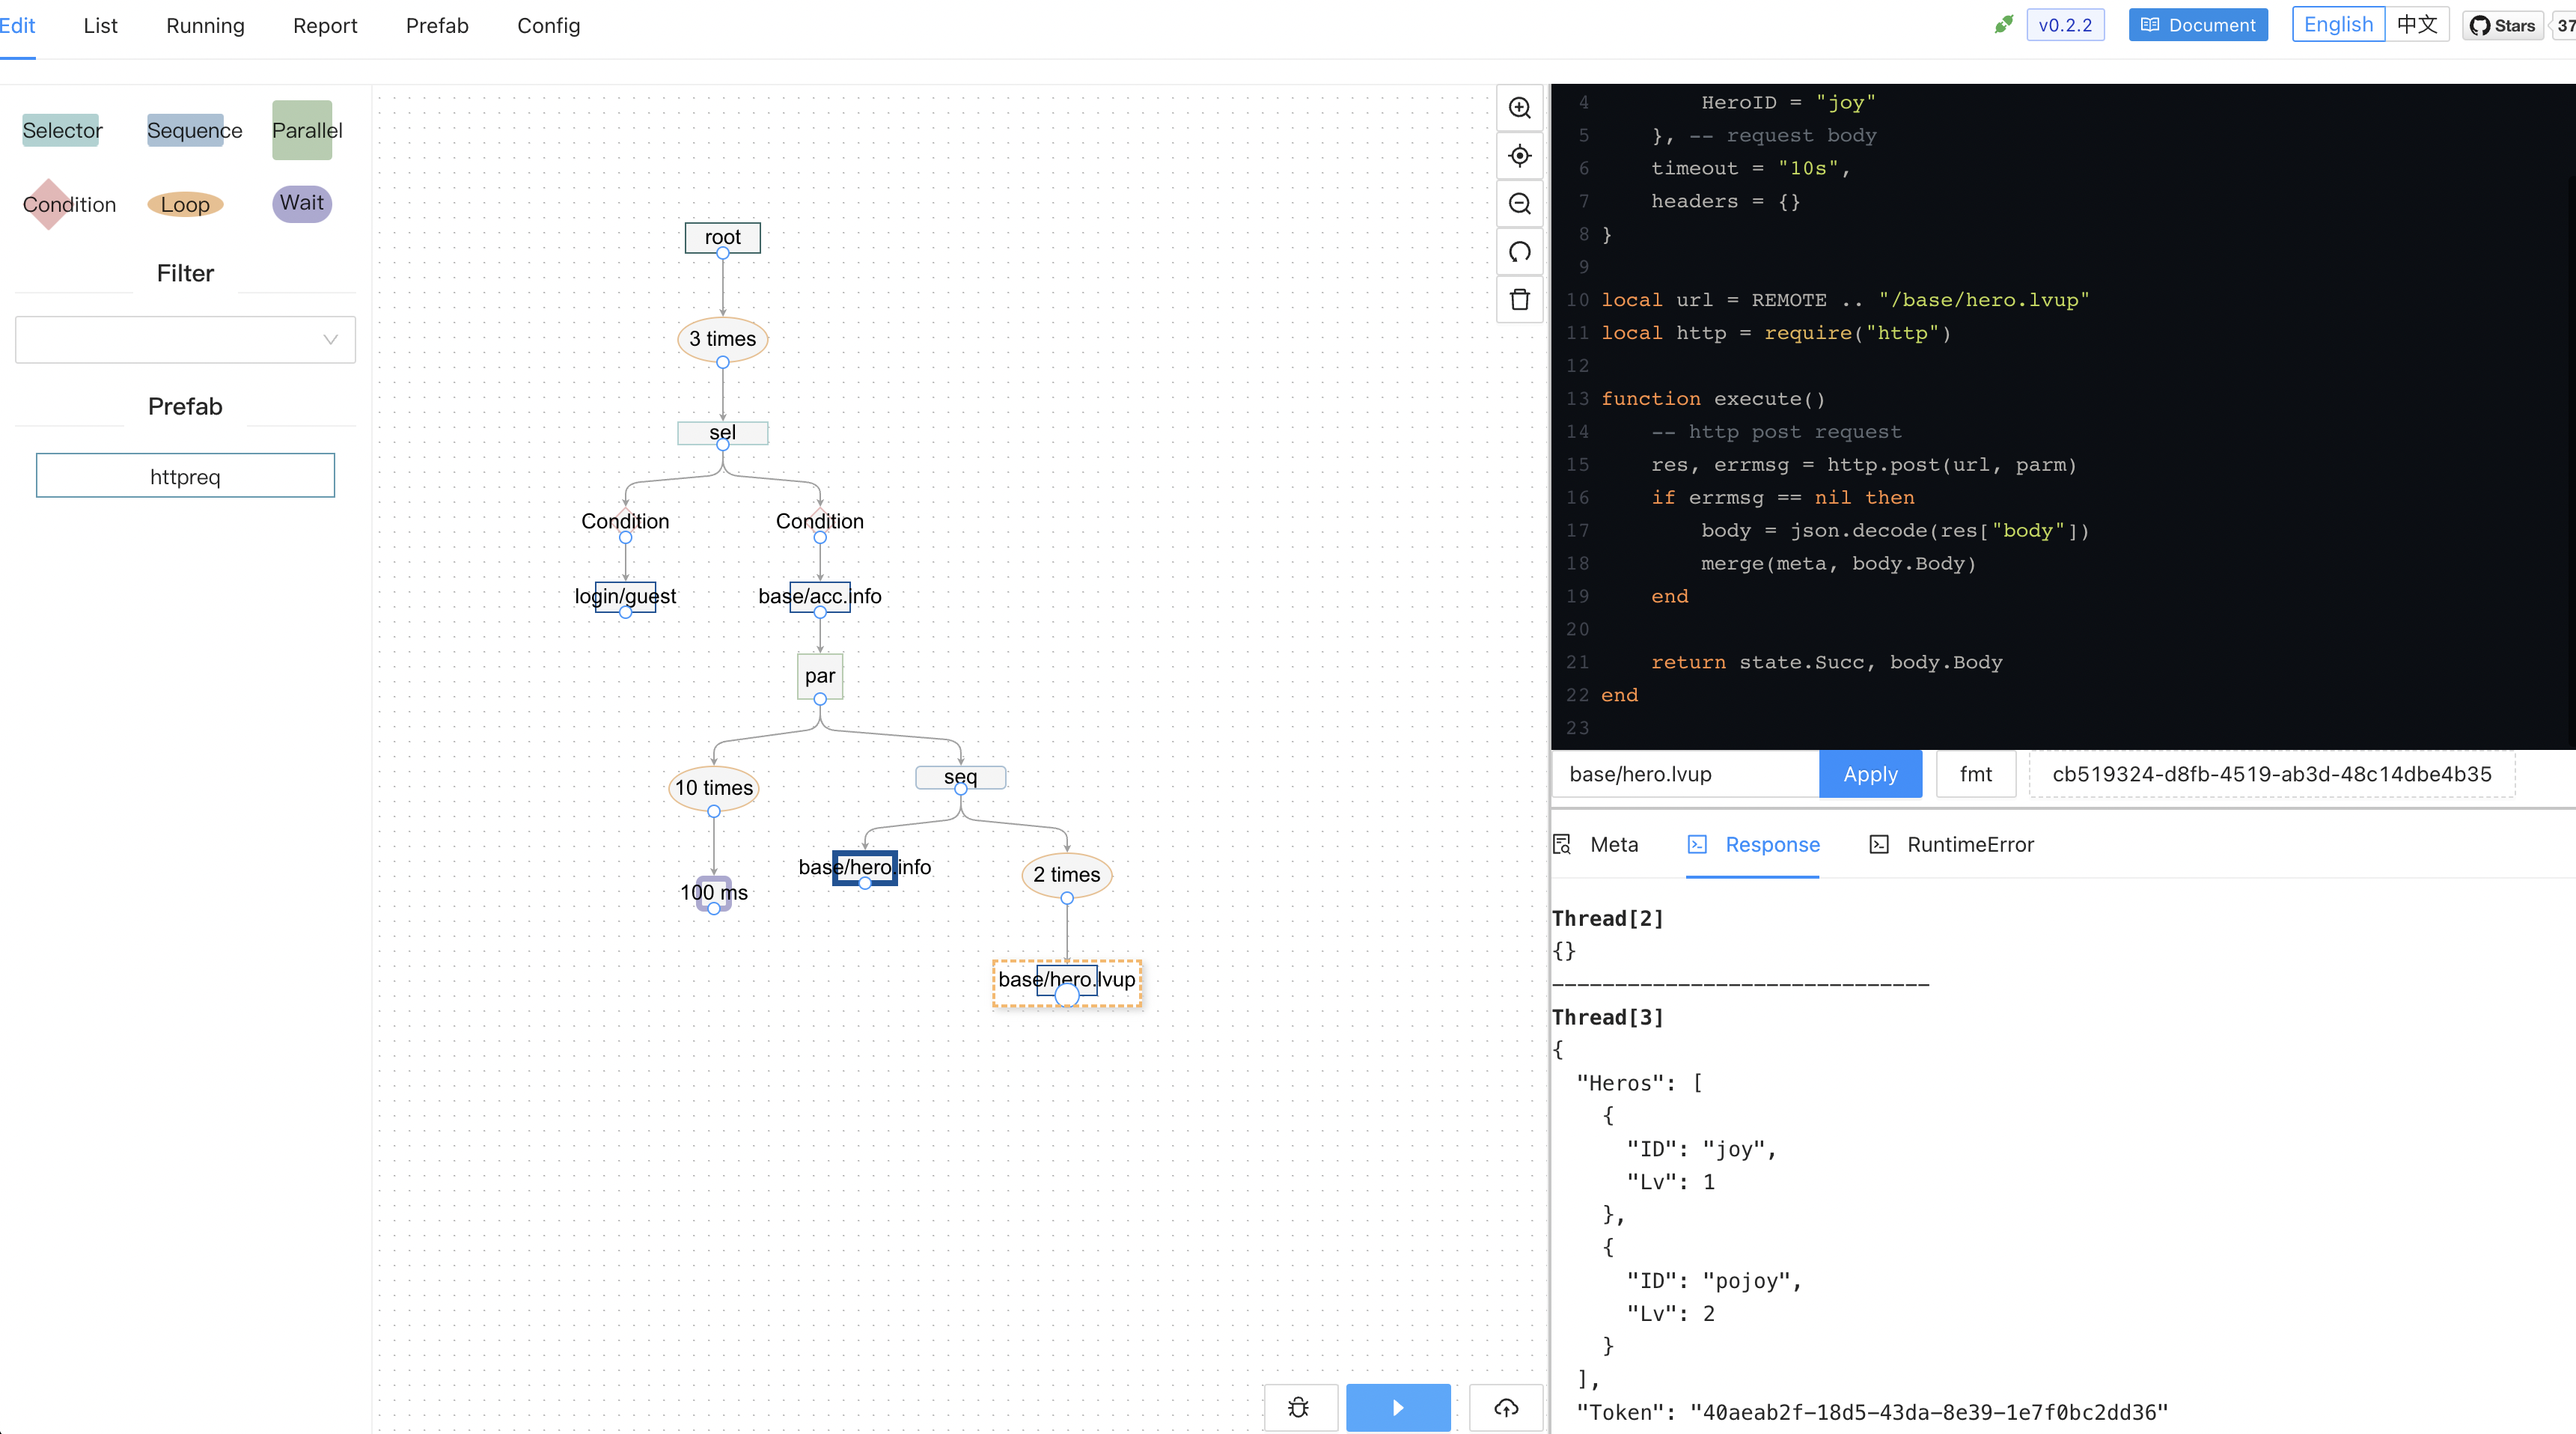 Edit List Running Report Prefab Config v0.2.2 Document English 中文 Stars 37
Selector Sequence Parallel
Condition Loop Wait
Filter
Prefab
httpreq
root
3 times
sel
Condition Condition
login/guest base/acc.info
par
10 times seq
base/hero.info 2 times
100 ms
base/hero.lvup
4 HeroID = "joy"
5 }, -- request body
6 timeout = "10s",
7 headers = {}
8 }
9
10 local url = REMOTE .. "/base/hero.lvup"
11 local http = require("http")
12
13 function execute()
14 -- http post request
15 res, errmsg = http.post(url, parm)
16 if errmsg == nil then
17 body = json.decode(res["body"])
18 merge(meta, body.Body)
19 end
20
21 return state.Succ, body.Body
22 end
23
base/hero.lvup Apply fmt cb519324-d8fb-4519-ab3d-48c14dbe4b35
Meta Response RuntimeError
Thread[2]
{}
------------------------------
Thread[3]
{
"Heros": [
{
"ID": "joy",
"Lv": 1
},
{
"ID": "pojoy",
"Lv": 2
}
],
"Token": "40aeab2f-18d5-43da-8e39-1e7f0bc2dd36"